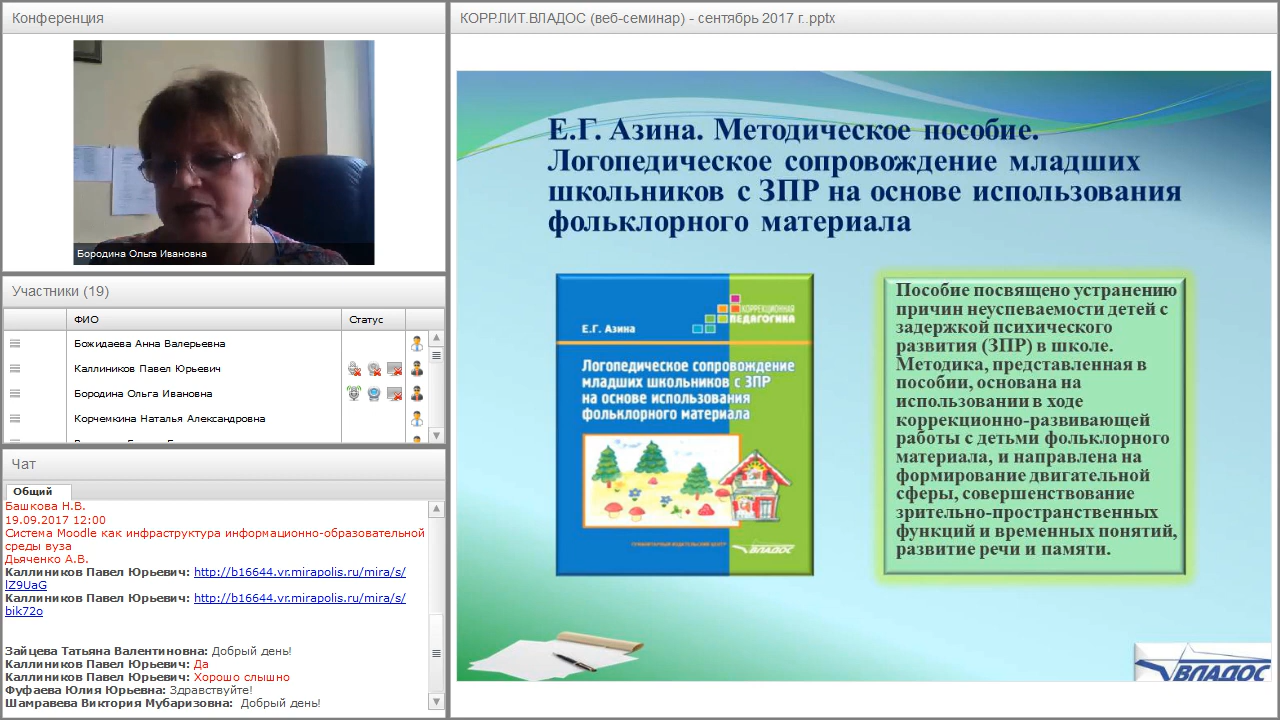 Конференция
Бородина Ольга Ивановна
Участники (19)
ФИО
Статус
Божидаева Анна Валерьевна
Каллиников Павел Юрьевич
Бородина Ольга Ивановна
Корчемкина Наталья Александровна
Чат
Общий
Башкова Н.В.
19.09.2017 12:00
Система Moodle как инфраструктура информационно-образовательной
среды вуза
Дьяченко А.В.
Каллиников Павел Юрьевич: http://b16644.vr.mirapolis.ru/mira/s/
lZ9UaG
Каллиников Павел Юрьевич: http://b16644.vr.mirapolis.ru/mira/s/
bik72o
Зайцева Татьяна Валентиновна: Добрый день!
Каллиников Павел Юрьевич: Да
Каллиников Павел Юрьевич: Хорошо слышно
Фуфаева Юлия Юрьевна: Здравствуйте!
Шамравева Виктория Мубаризовна: Добрый день!
КОРР.ЛИТ.ВЛАДОС (веб-семинар) - сентябрь 2017 г..pptx
Е.Г. Азина. Методическое пособие.
Логопедическое сопровождение младших
школьников с ЗПР на основе использования
фольклорного материала
КОРРЕКЦИОННАЯ
ПЕДАГОГИКА
Е.Г. Азина
Логопедическое сопровождение
младших школьников с ЗПР
на основе использования
фольклорного материала
ГУМАНИТАРНЫЙ ИЗДАТЕЛЬСКИЙ ЦЕНТР
ВЛАДОС
Пособие посвящено устранению
причин неуспеваемости детей с
задержкой психического
развития (ЗПР) в школе.
Методика, представленная в
пособии, основана на
использовании в ходе
коррекционно-развивающей
работы с детьми фольклорного
материала, и направлена на
формирование двигательной
сферы, совершенствование
зрительно-пространственных
функций и временных понятий,
развитие речи и памяти.
ВЛАДОС